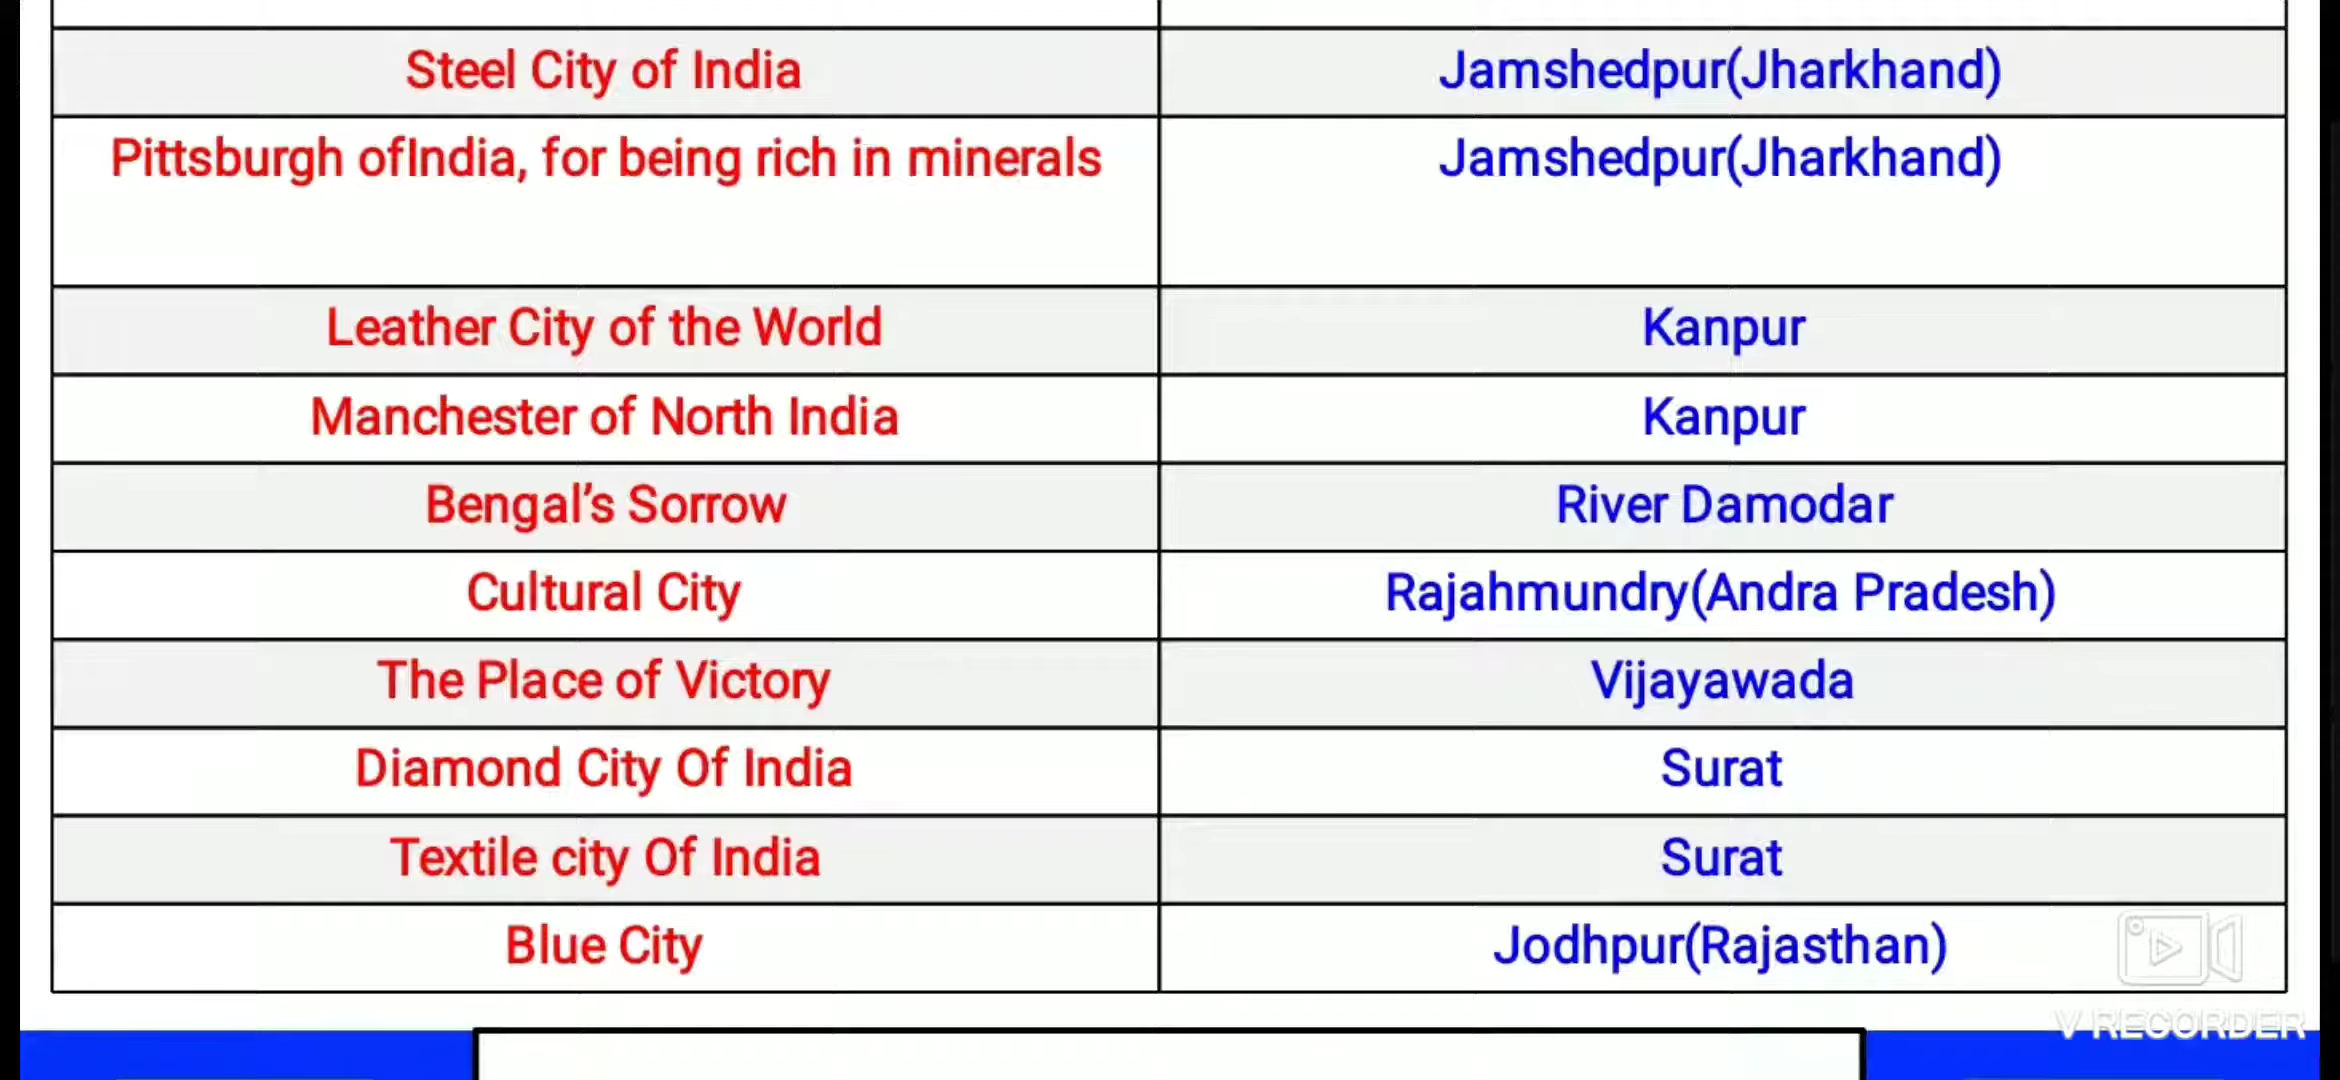 Steel City of India Jamshedpur(Jharkhand)
Pittsburgh ofIndia, for being rich in minerals Jamshedpur(Jharkhand)
Leather City of the World Kanpur
Manchester of North India Kanpur
Bengal’s Sorrow River Damodar
Cultural City Rajahmundry(Andra Pradesh)
The Place of Victory Vijayawada
Diamond City Of India Surat
Textile city Of India Surat
Blue City Jodhpur(Rajasthan)
V RECORDER